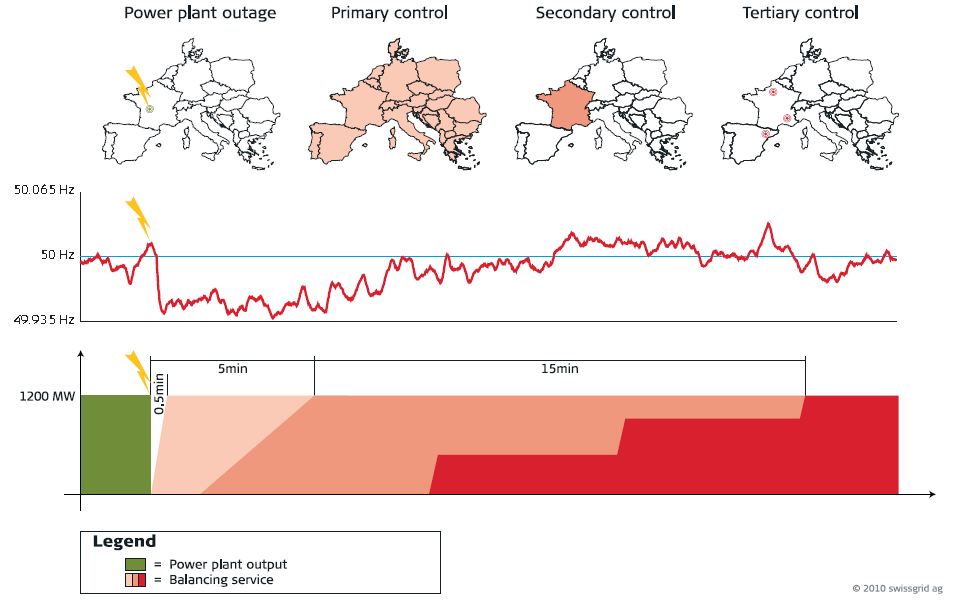 Power plant outage
Primary control
Secondary control
Tertiary control
50.065 Hz
50 Hz
49.935 Hz
5min
15min
0,5min
1200 MW
Legend
= Power plant output
= Balancing service
© 2010 swissgrid ag